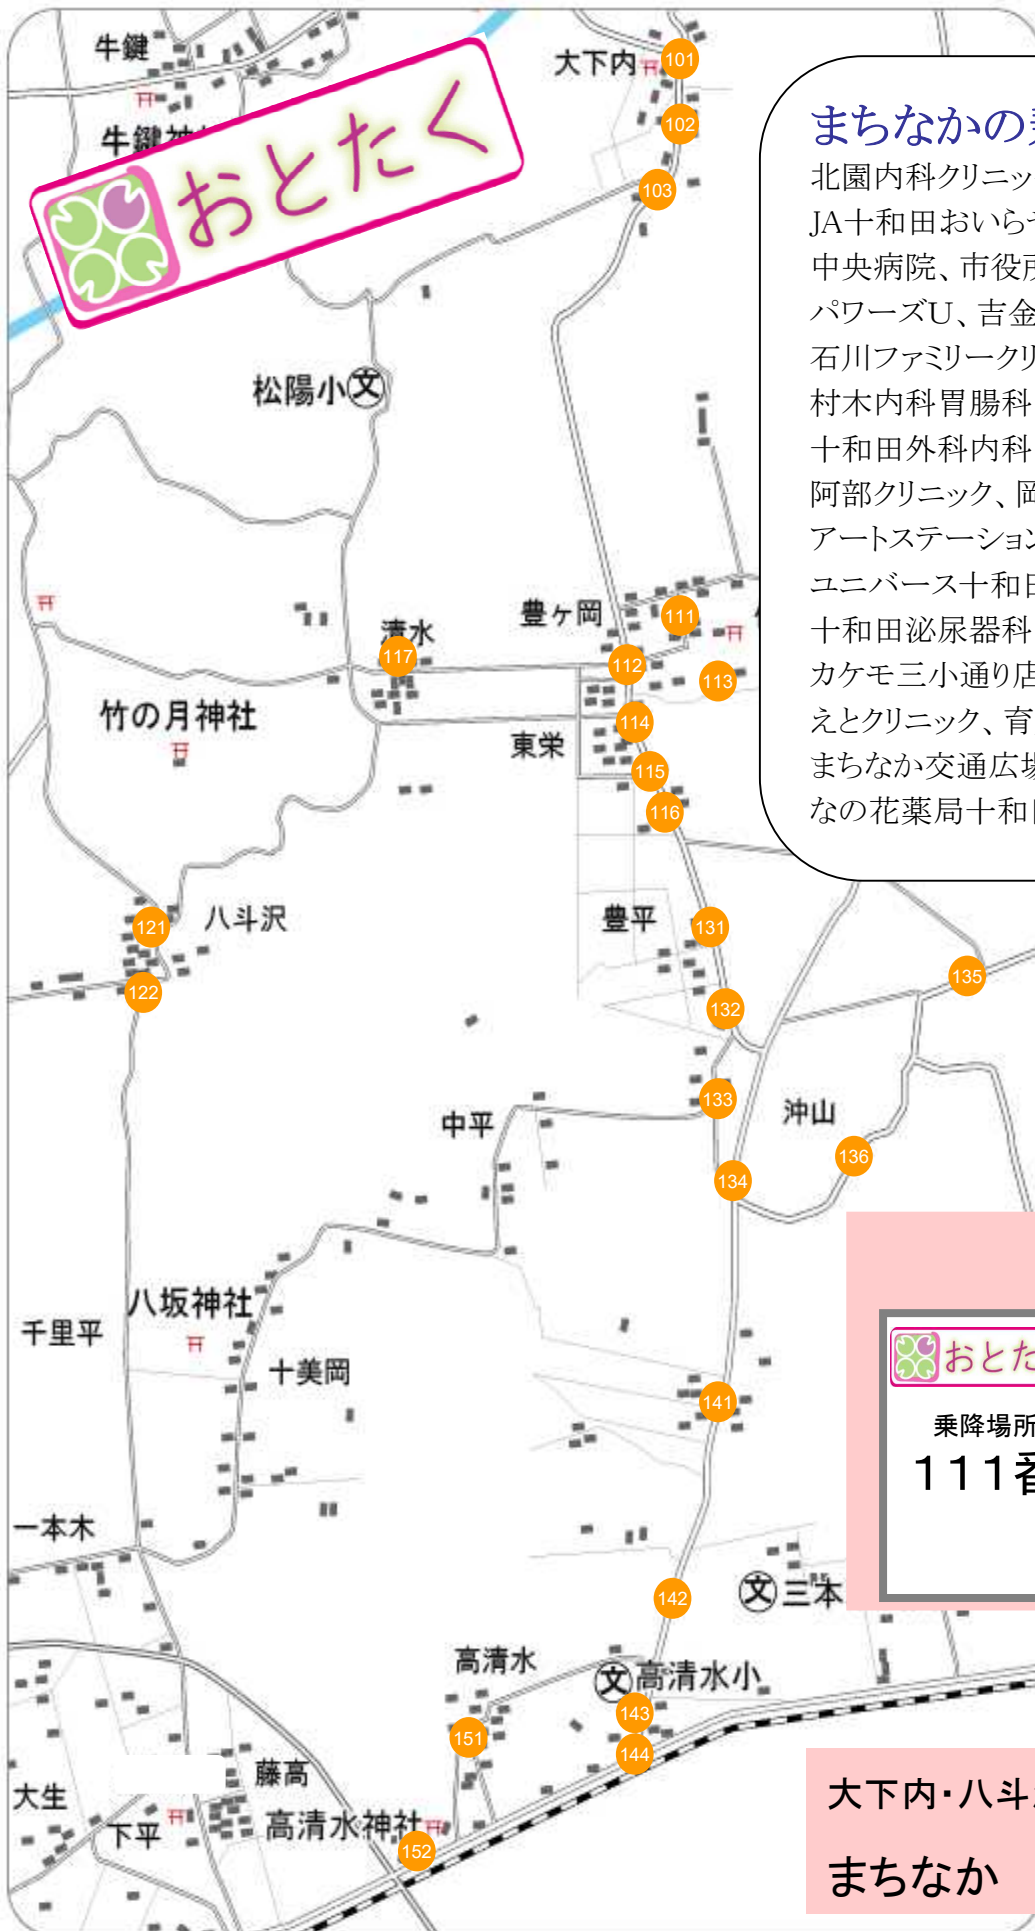 牛鍵
大下内
101
102
103
牛鍵神
おとたく
まちなかの
北園内科クリニッ
JA十和田おいら
中央病院、市役所
パワーズU、吉金
石川ファミリークリ
村木内科胃腸科
十和田外科内科
阿部クリニック、岡
アートステーション
ユニバース十和田
十和田泌尿器科
カケモ三小通り店
えとクリニック、育
まちなか交通広場
なの花薬局十和田
松陽小 文
豊ヶ岡
111
清水
117
112
113
竹の月神社
東栄
114
115
116
八斗沢
121
122
豊平
131
132
135
133
中平
沖山
136
134
八坂神社
千里平
十美岡
141
おとた
乗降場所
111番
一本木
142
文 三本
高清水
文 高清水小
143
151
144
藤高
大生
下平
高清水神社
152
大下内・八斗
まちなか